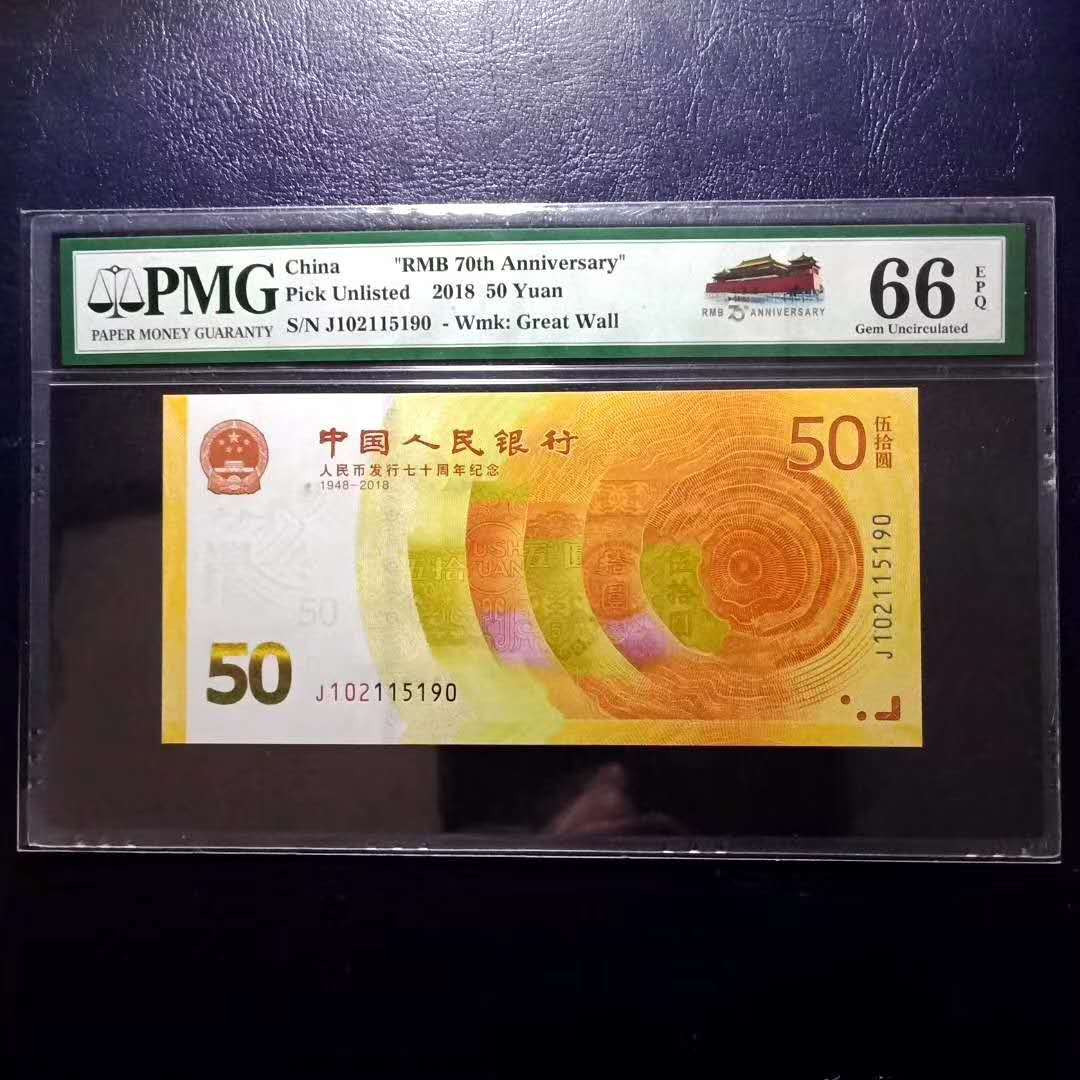 PMG
PAPER MONEY GUARANTY
China "RMB 70th Anniversary"
Pick Unlisted 2018 50 Yuan
S/N J102115190 - Wmk: Great Wall
RMB 70 ANNIVERSARY
66
EPQ
Gem Uncirculated
中国人民银行
人民币发行七十周年纪念
1948-2018
50
伍拾圆
50
50
J102115190
J102115190